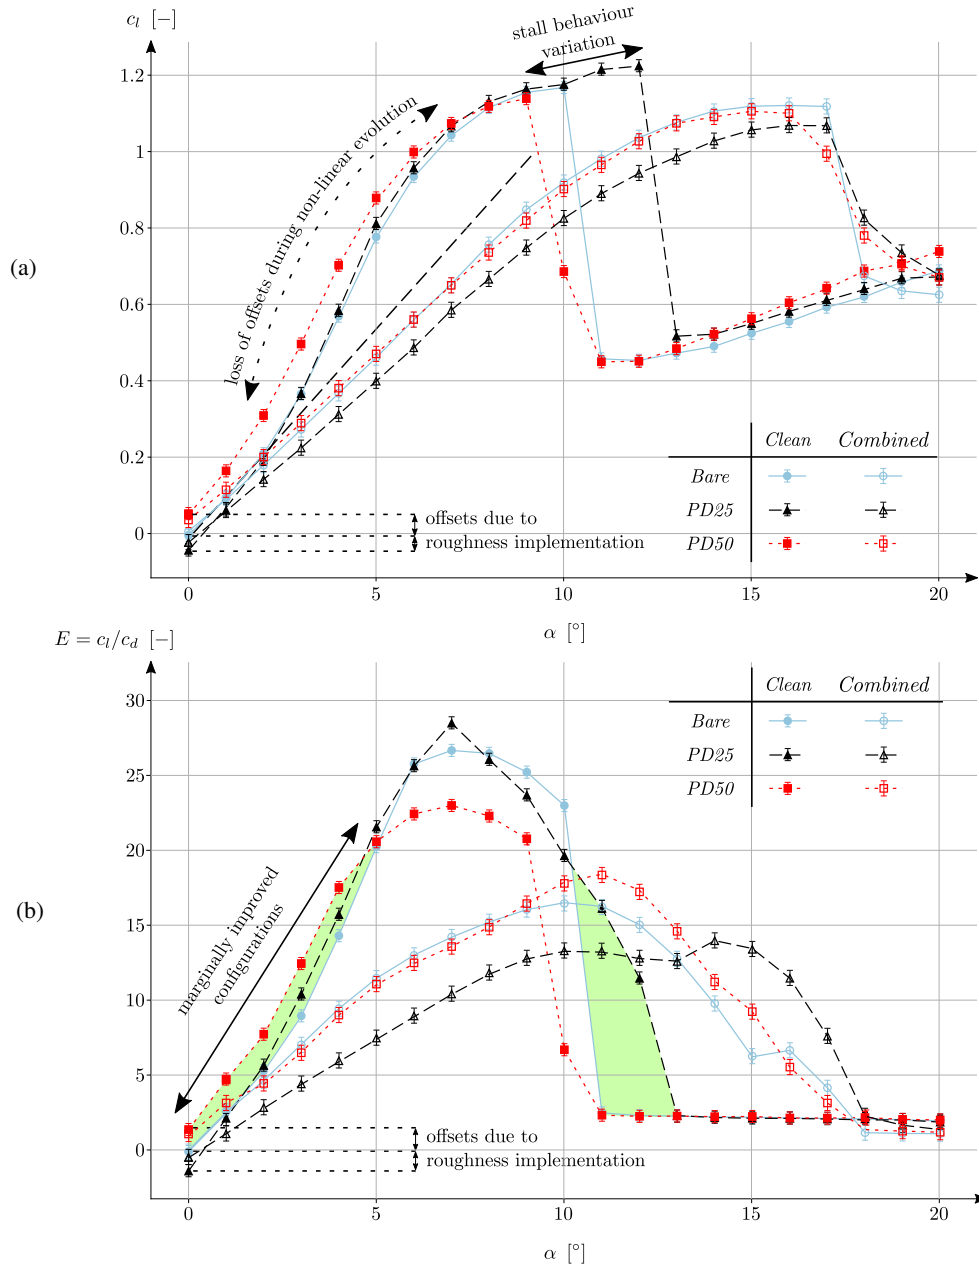 c_l [−]
stall behaviour
variation
1.2
1
0.8
0.6
0.4
0.2
0
loss of offsets during non-linear evolution
(a)
Clean Combined
Bare
PD25
PD50
offsets due to
roughness implementation
0 5 10 15 20
α [°]
E = c_l/c_d [−]
30
25
20
15
10
5
0
Clean Combined
Bare
PD25
PD50
marginally improved
configurations
(b)
offsets due to
roughness implementation
0 5 10 15 20
α [°]